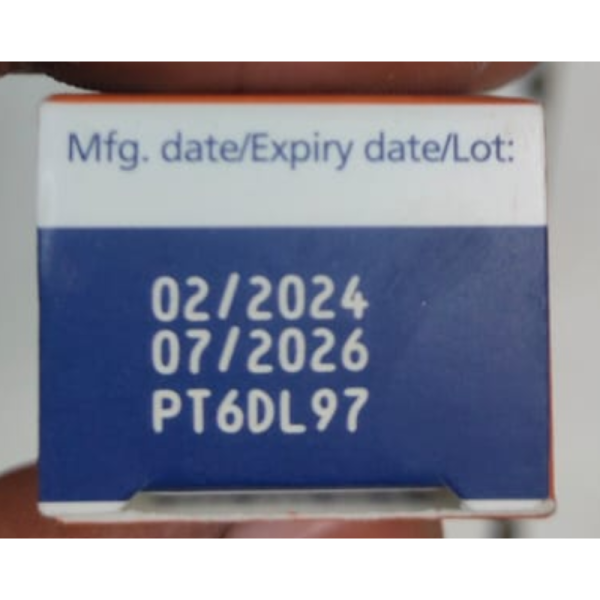 Mfg. date/Expiry date/Lot:
02/2024
07/2026
PT6DL97